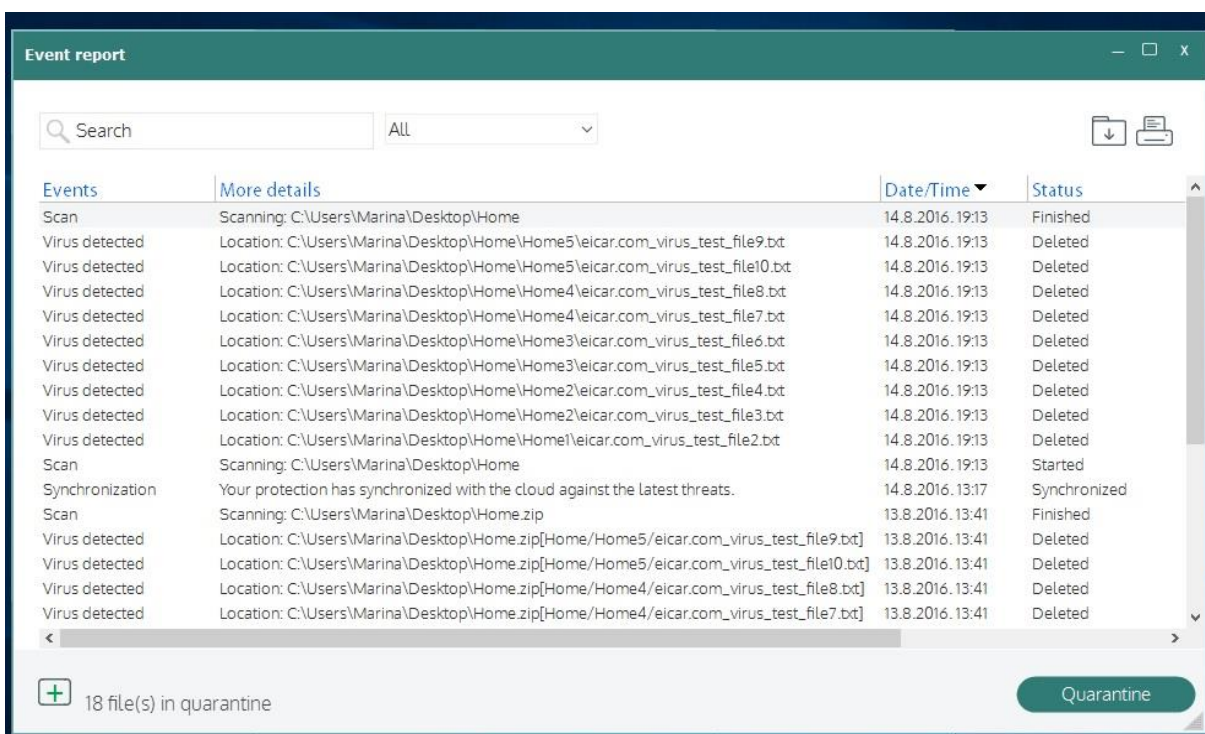 Event report
Search All
Events More details Date/Time Status
Scan Scanning: C:\Users\Marina\Desktop\Home 14.8.2016. 19:13 Finished
Virus detected Location: C:\Users\Marina\Desktop\Home\Home5\eicar.com_virus_test_file9.txt 14.8.2016. 19:13 Deleted
Virus detected Location: C:\Users\Marina\Desktop\Home\Home5\eicar.com_virus_test_file10.txt 14.8.2016. 19:13 Deleted
Virus detected Location: C:\Users\Marina\Desktop\Home\Home4\eicar.com_virus_test_file8.txt 14.8.2016. 19:13 Deleted
Virus detected Location: C:\Users\Marina\Desktop\Home\Home4\eicar.com_virus_test_file7.txt 14.8.2016. 19:13 Deleted
Virus detected Location: C:\Users\Marina\Desktop\Home\Home3\eicar.com_virus_test_file6.txt 14.8.2016. 19:13 Deleted
Virus detected Location: C:\Users\Marina\Desktop\Home\Home3\eicar.com_virus_test_file5.txt 14.8.2016. 19:13 Deleted
Virus detected Location: C:\Users\Marina\Desktop\Home\Home2\eicar.com_virus_test_file4.txt 14.8.2016. 19:13 Deleted
Virus detected Location: C:\Users\Marina\Desktop\Home\Home2\eicar.com_virus_test_file3.txt 14.8.2016. 19:13 Deleted
Virus detected Location: C:\Users\Marina\Desktop\Home\Home1\eicar.com_virus_test_file2.txt 14.8.2016. 19:13 Deleted
Scan Scanning: C:\Users\Marina\Desktop\Home 14.8.2016. 19:13 Started
Synchronization Your protection has synchronized with the cloud against the latest threats. 14.8.2016. 13:17 Synchronized
Scan Scanning: C:\Users\Marina\Desktop\Home.zip 13.8.2016. 13:41 Finished
Virus detected Location: C:\Users\Marina\Desktop\Home.zip[Home/Home5/eicar.com_virus_test_file9.txt] 13.8.2016. 13:41 Deleted
Virus detected Location: C:\Users\Marina\Desktop\Home.zip[Home/Home5/eicar.com_virus_test_file10.txt] 13.8.2016. 13:41 Deleted
Virus detected Location: C:\Users\Marina\Desktop\Home.zip[Home/Home4/eicar.com_virus_test_file8.txt] 13.8.2016. 13:41 Deleted
Virus detected Location: C:\Users\Marina\Desktop\Home.zip[Home/Home4/eicar.com_virus_test_file7.txt] 13.8.2016. 13:41 Deleted
18 file(s) in quarantine Quarantine